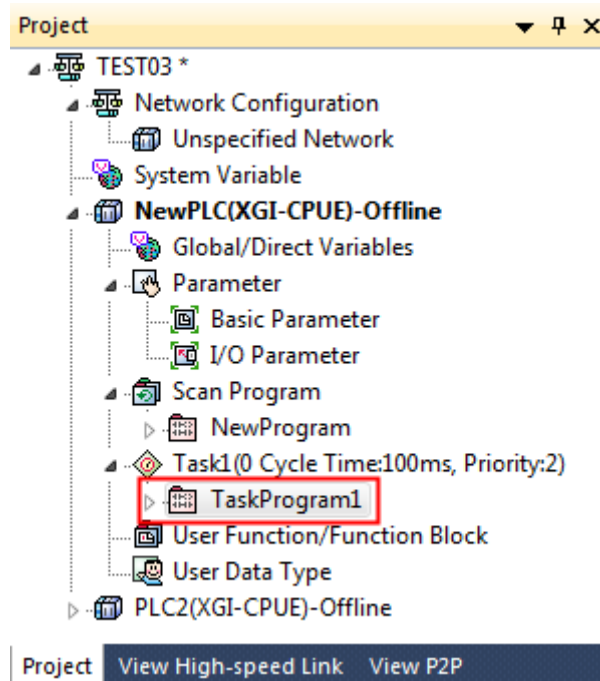 Project
TEST03 *
Network Configuration
Unspecified Network
System Variable
NewPLC(XGI-CPUE)-Offline
Global/Direct Variables
Parameter
Basic Parameter
I/O Parameter
Scan Program
NewProgram
Task1(0 Cycle Time:100ms, Priority:2)
TaskProgram1
User Function/Function Block
User Data Type
PLC2(XGI-CPUE)-Offline
Project View High-speed Link View P2P